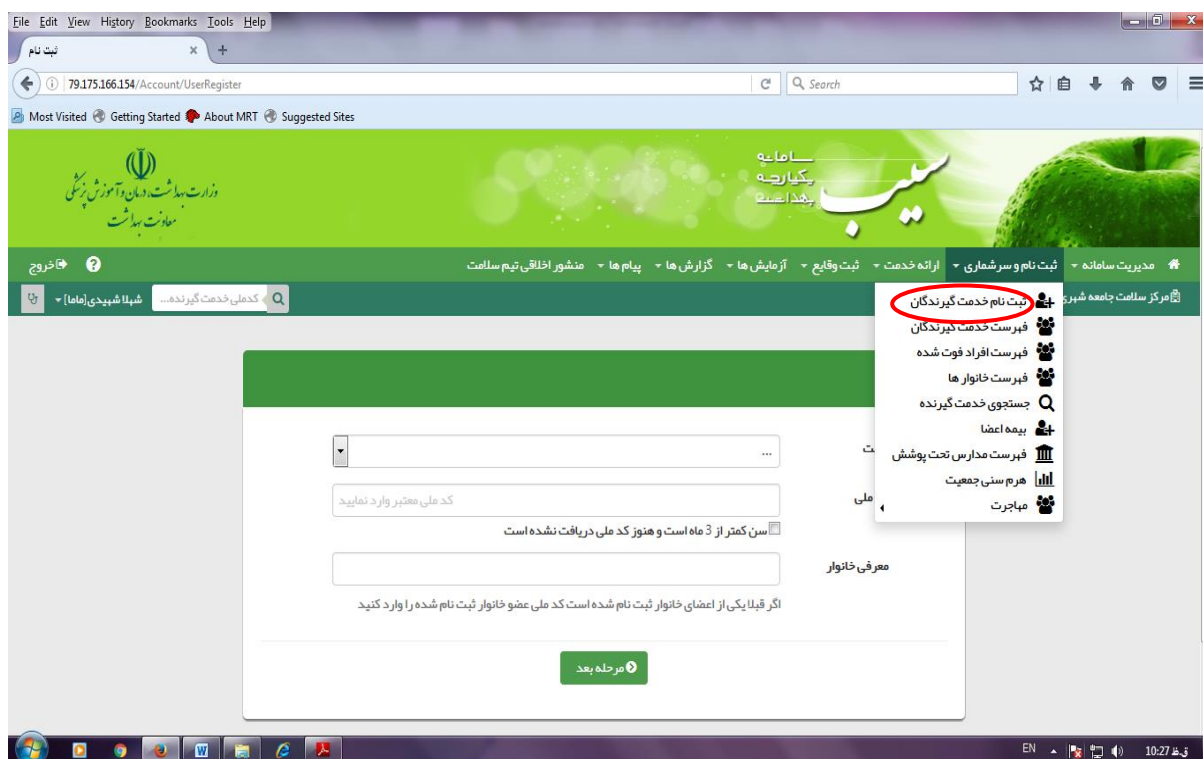 File Edit View History Bookmarks Tools Help
ثبت نام
79.175.166.154/Account/UserRegister
Search
Most Visited Getting Started About MRT Suggested Sites
سامانه
یکپارچه
بهداشت
سیب
وزارت بهداشت، درمان و آموزش پزشکی
معاونت بهداشت
مدیریت سامانه ثبت نام و سرشماری ارائه خدمت ثبت وقایع آزمایش ها گزارش ها پیام ها منشور اخلاقی تیم سلامت
خروج
مرکز سلامت جامعه شهری
کدملی خدمت گیرنده...
شهلا شهیدی[ماما]
ثبت نام خدمت گیرندگان
فهرست خدمت گیرندگان
فهرست افراد فوت شده
فهرست خانوار ها
جستجوی خدمت گیرنده
بیمه اعضا
فهرست مدارس تحت پوشش
هرم سنی جمعیت
مهاجرت
...
ملی
کد ملی معتبر وارد نمایید
سن کمتر از 3 ماه است و هنوز کد ملی دریافت نشده است
معرفی خانوار
اگر قبلا یکی از اعضای خانوار ثبت نام شده است کد ملی عضو خانوار ثبت نام شده را وارد کنید
مرحله بعد
EN
10:27 ق.ظ